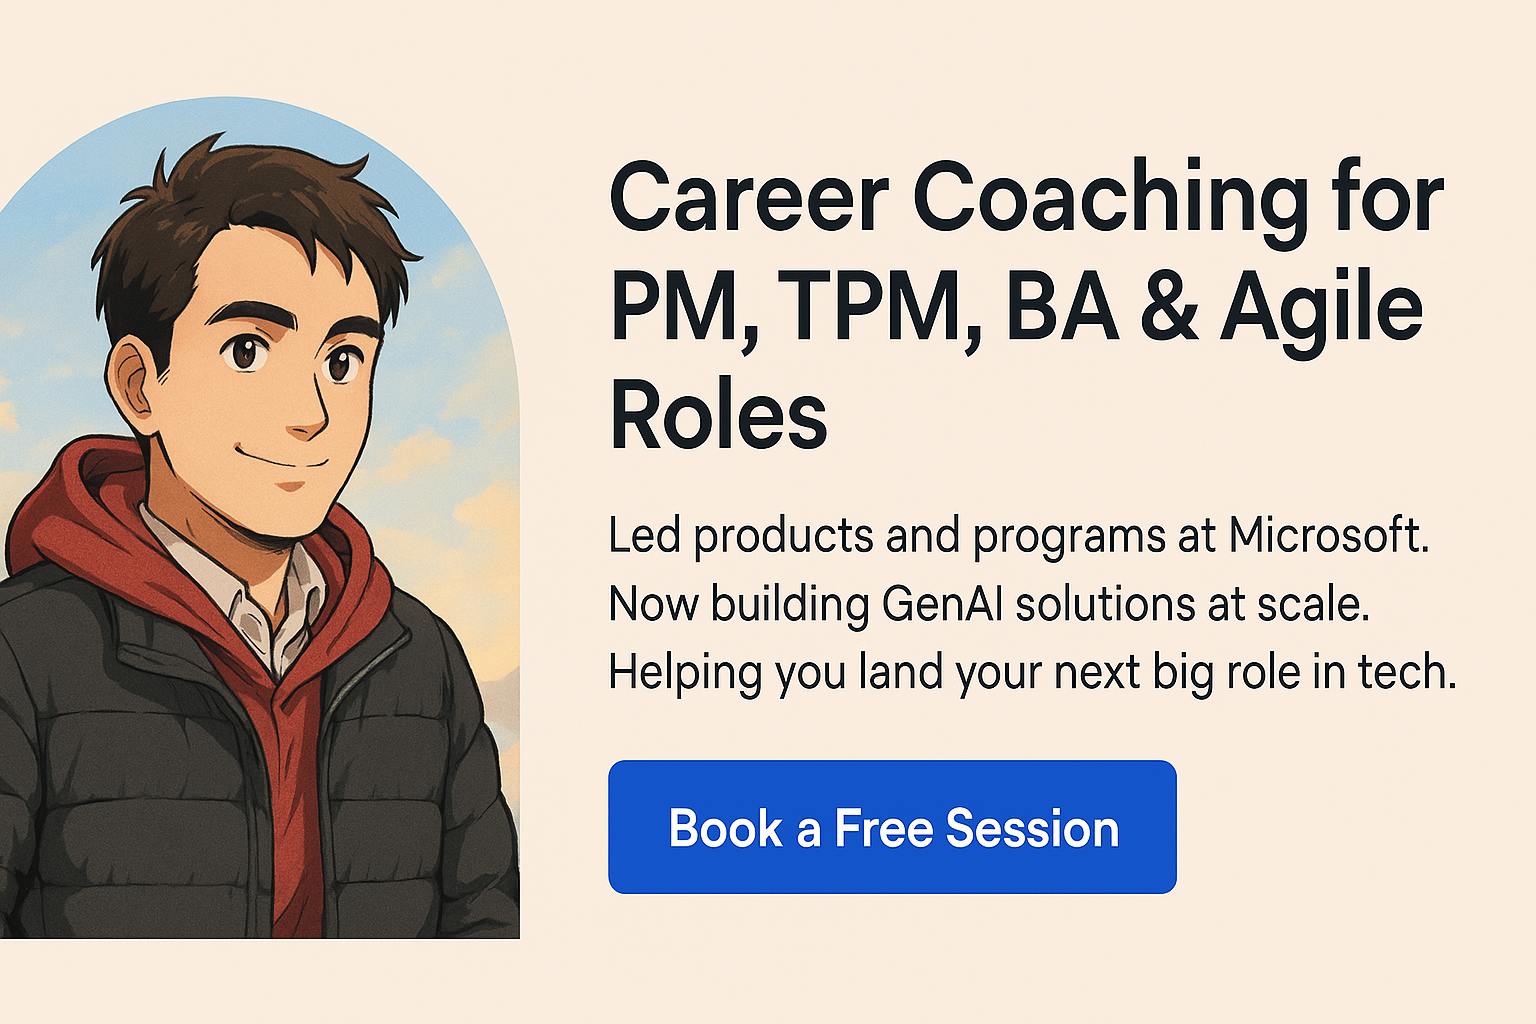 Career Coaching for
PM, TPM, BA & Agile
Roles
Led products and programs at Microsoft.
Now building GenAI solutions at scale.
Helping you land your next big role in tech.
Book a Free Session